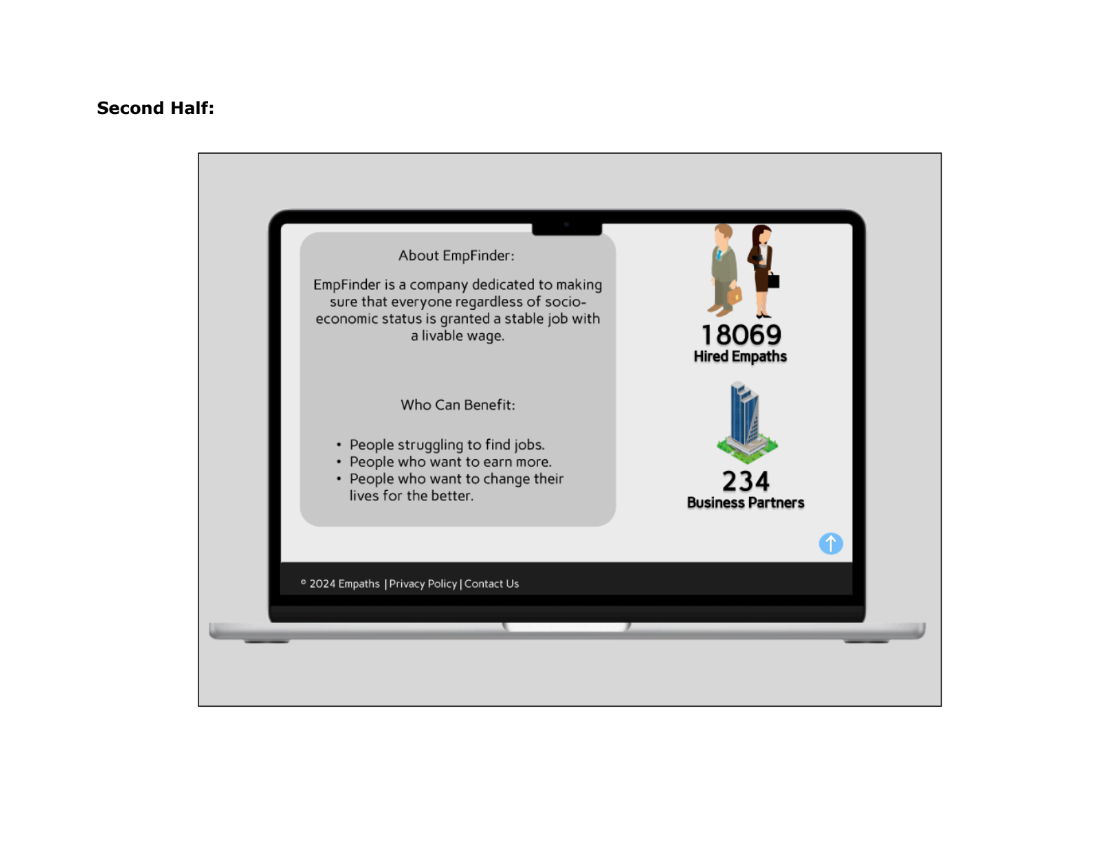 Second Half:
About EmpFinder:
EmpFinder is a company dedicated to making
sure that everyone regardless of socio-
economic status is granted a stable job with
a livable wage.
Who Can Benefit:
• People struggling to find jobs.
• People who want to earn more.
• People who want to change their
lives for the better.
18069
Hired Empaths
234
Business Partners
© 2024 Empaths | Privacy Policy | Contact Us